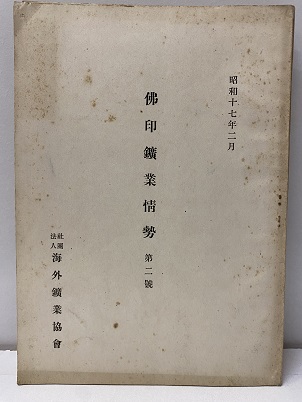 昭和十七年二月
佛印鑛業情勢 第二號
社團法人 海外鑛業協會